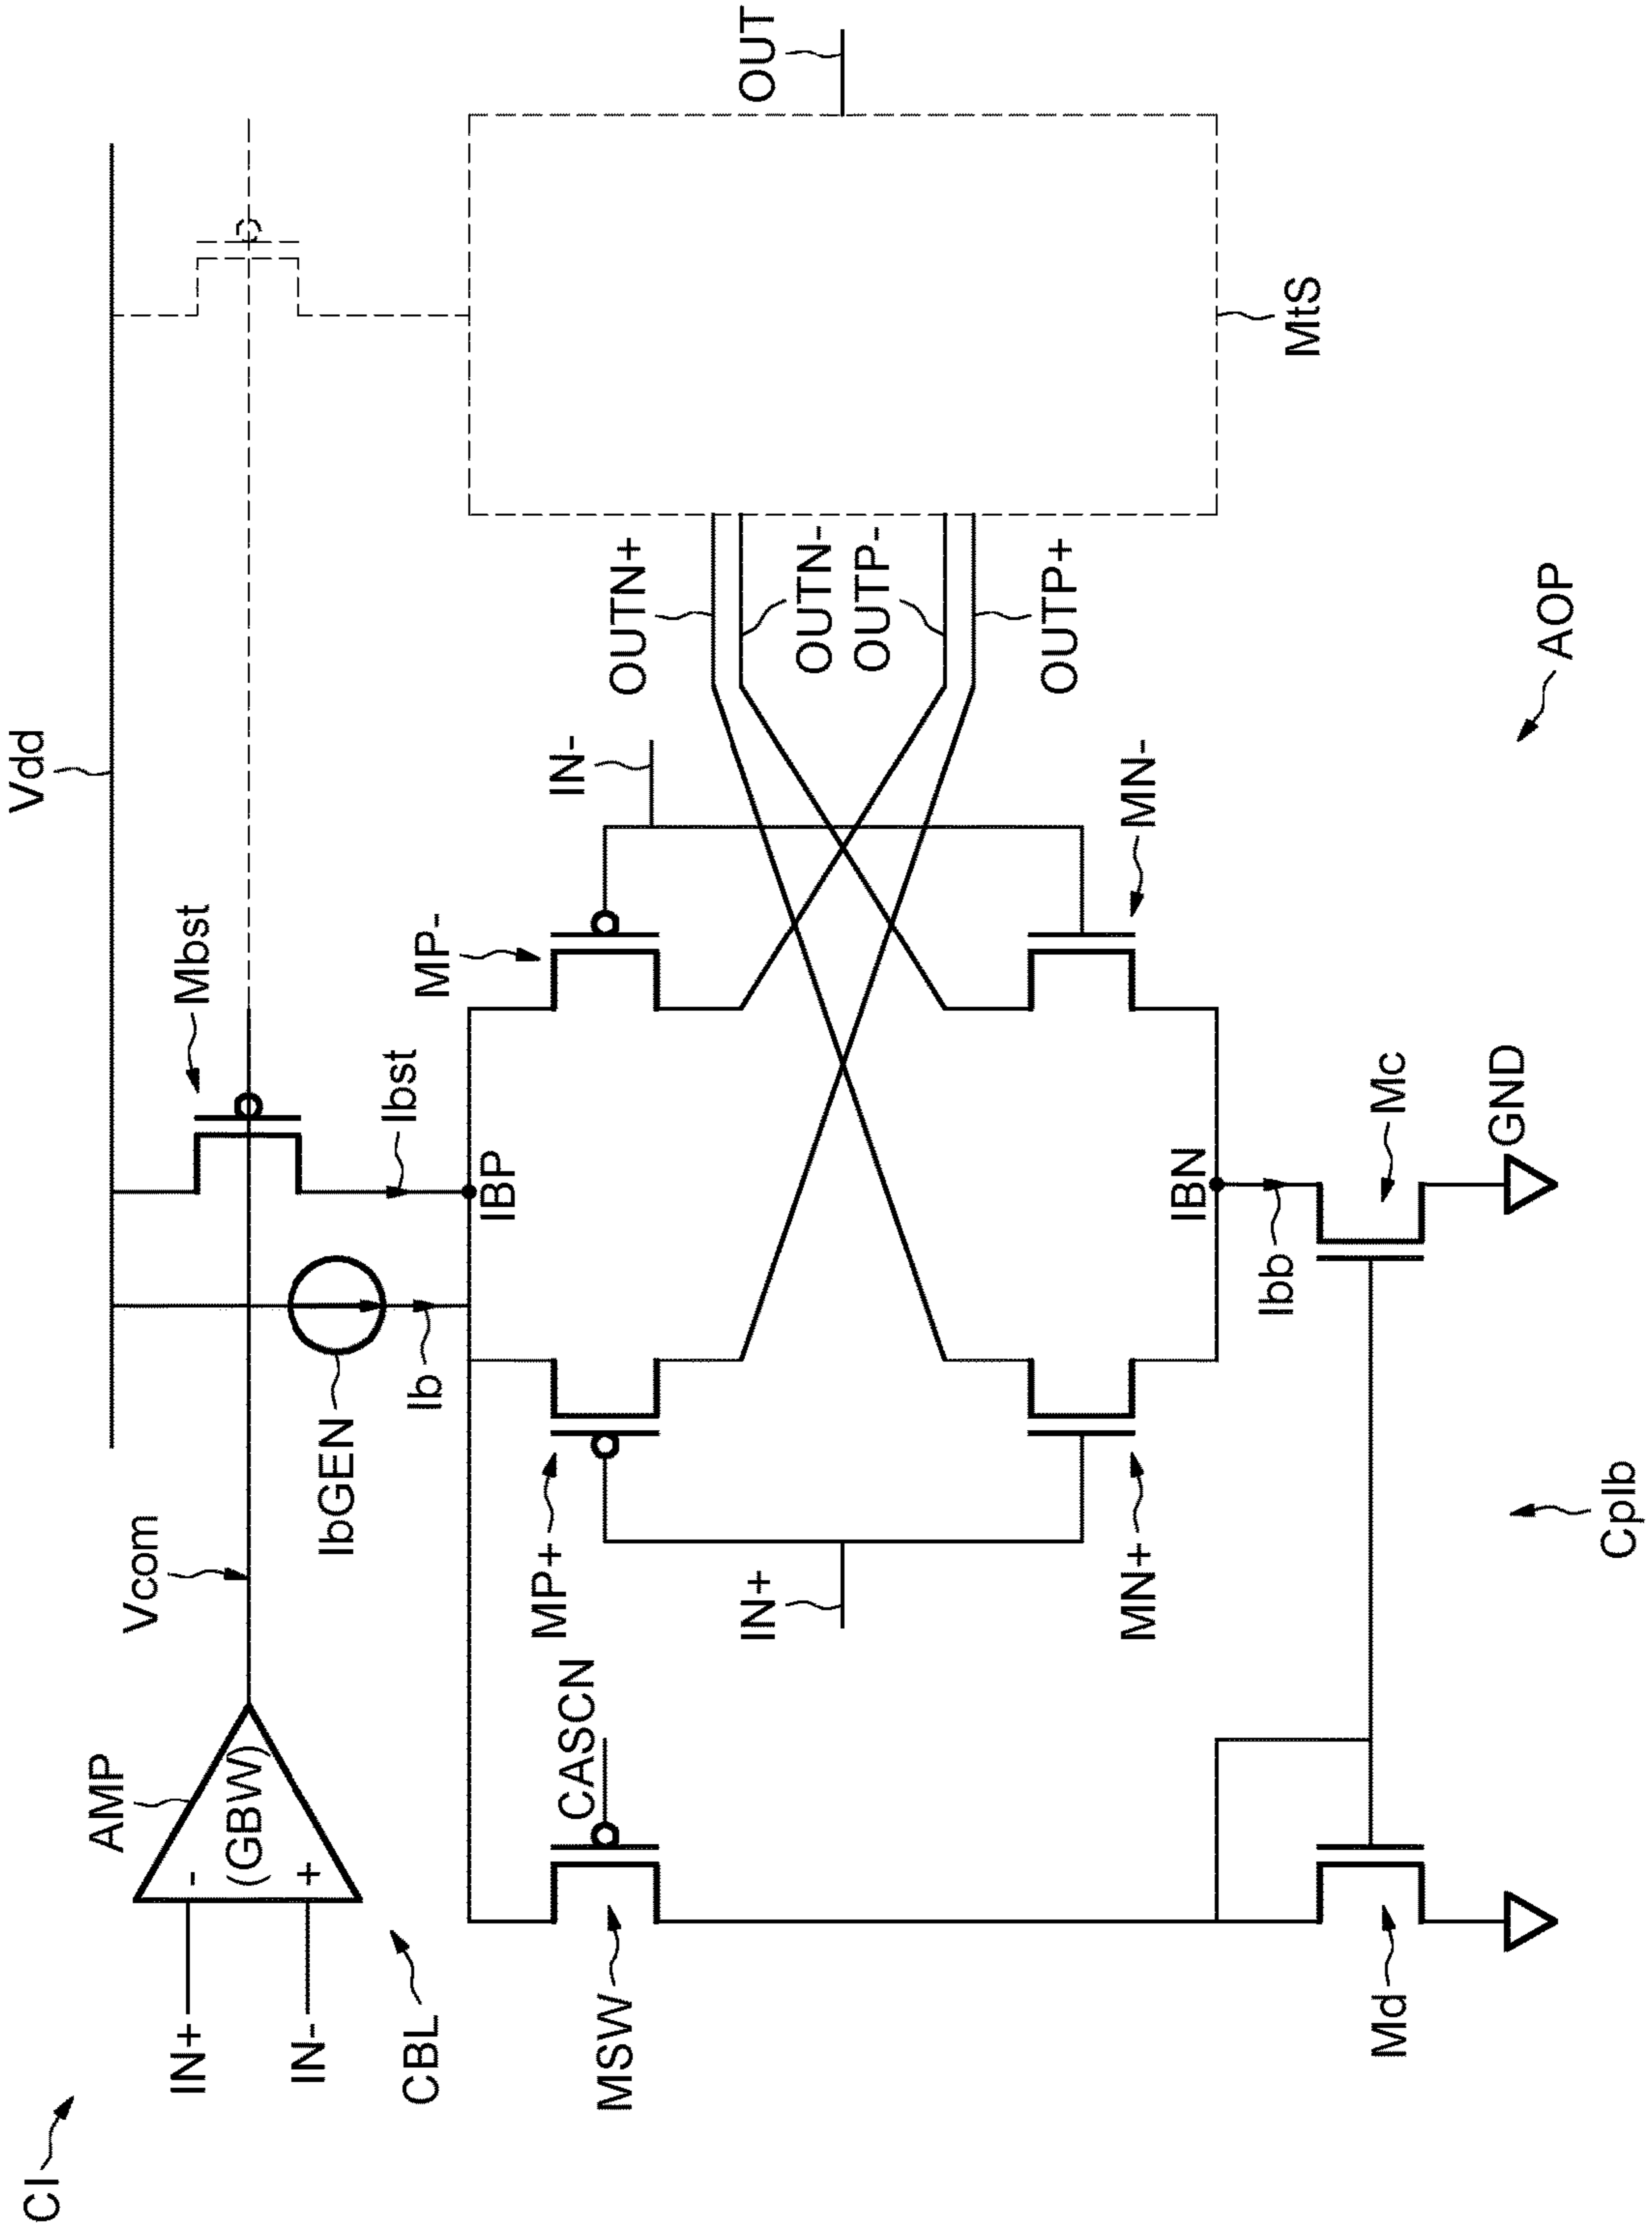 CI
IN+
IN-
CBL
AMP
-
(GBW)
+
Vcom
IbGEN
Ib
Vdd
Mbst
Ibst
IBP
MSW
CASCN
MP+
MP-
IN+
IN-
MN+
MN-
OUTN+
OUTN-
OUTP-
OUTP+
OUT
MtS
IBN
Ibb
Mc
GND
Md
CpIb
AOP